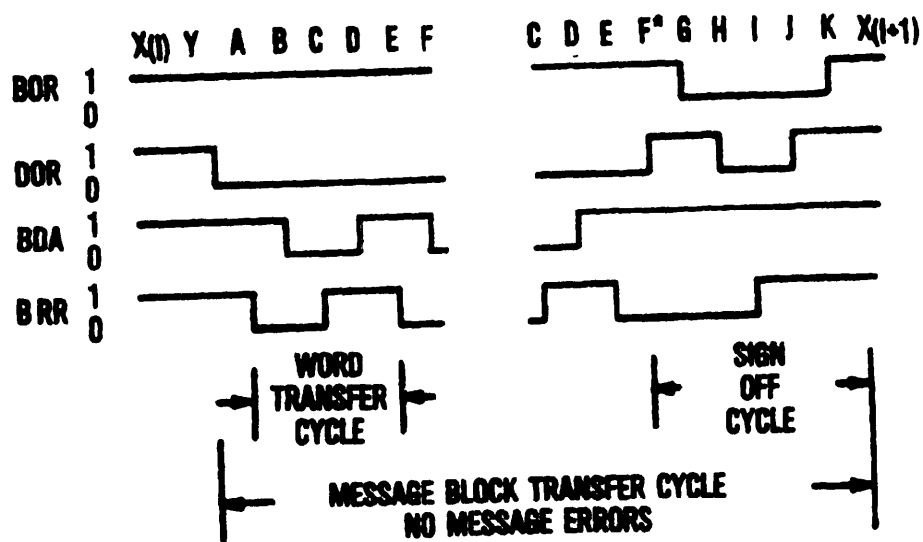 X(I) Y A B C D E F C D E F* G H I J K X(I+1)
BOR 1
0
DOR 1
0
BDA 1
0
BRR 1
0
WORD
TRANSFER
CYCLE
SIGN
OFF
CYCLE
MESSAGE BLOCK TRANSFER CYCLE
NO MESSAGE ERRORS